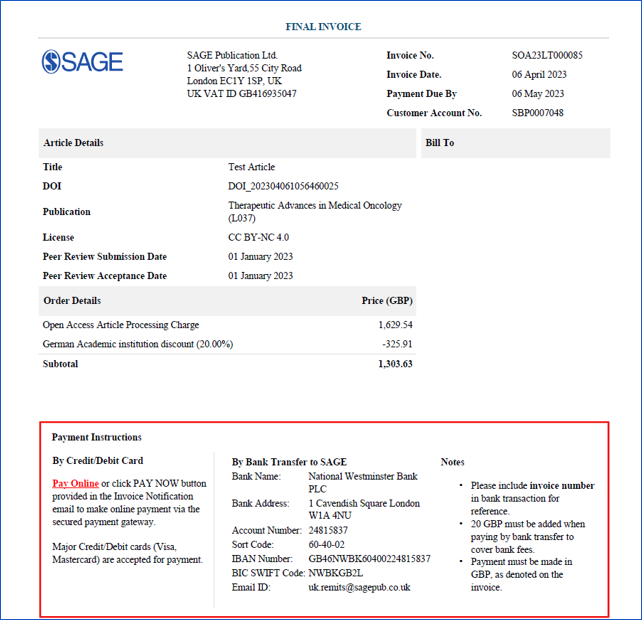 FINAL INVOICE
SAGE
SAGE Publication Ltd.
1 Oliver's Yard,55 City Road
London EC1Y 1SP, UK
UK VAT ID GB416935047
Invoice No. SOA23LT000085
Invoice Date. 06 April 2023
Payment Due By 06 May 2023
Customer Account No. SBP0007048
Article Details
Bill To
Title Test Article
DOI DOI_202304061056460025
Publication Therapeutic Advances in Medical Oncology
(L037)
License CC BY-NC 4.0
Peer Review Submission Date 01 January 2023
Peer Review Acceptance Date 01 January 2023
Order Details Price (GBP)
Open Access Article Processing Charge 1,629.54
German Academic institution discount (20.00%) -325.91
Subtotal 1,303.63
Payment Instructions
By Credit/Debit Card
Pay Online or click PAY NOW button
provided in the Invoice Notification
email to make online payment via the
secured payment gateway.
Major Credit/Debit cards (Visa,
Mastercard) are accepted for payment.
By Bank Transfer to SAGE
Bank Name: National Westminster Bank
PLC
Bank Address: 1 Cavendish Square London
W1A 4NU
Account Number: 24815837
Sort Code: 60-40-02
IBAN Number: GB46NWBK60400224815837
BIC SWIFT Code: NWBKGB2L
Email ID: uk.remits@sagepub.co.uk
Notes
• Please include invoice number
in bank transaction for
reference.
• 20 GBP must be added when
paying by bank transfer to
cover bank fees.
• Payment must be made in
GBP, as denoted on the
invoice.